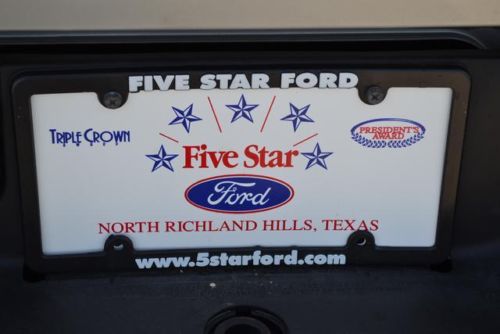 FIVE STAR FORD
TRIPLE CROWN
PRESIDENT'S
AWARD
Five Star
Ford
NORTH RICHLAND HILLS, TEXAS
www.5starford.com